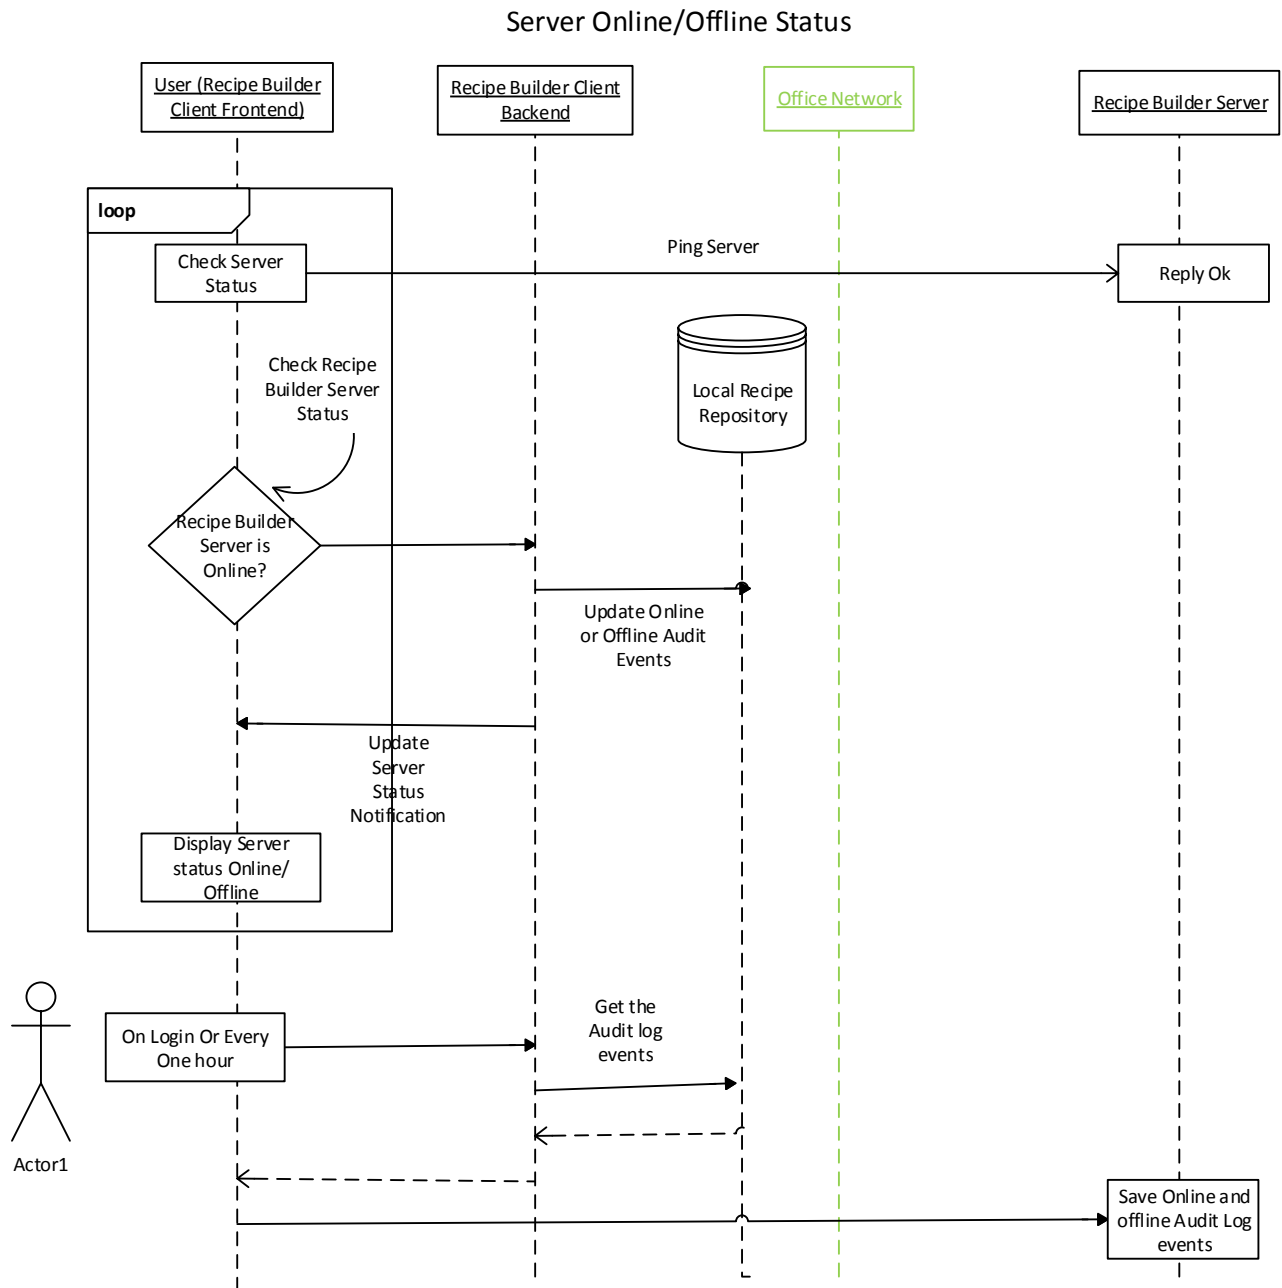 Server Online/Offline Status
User (Recipe Builder
Client Frontend)
Recipe Builder Client
Backend
Office Network
Recipe Builder Server
loop
Check Server
Status
Ping Server
Reply Ok
Check Recipe
Builder Server
Status
Local Recipe
Repository
Recipe Builder
Server is
Online?
Update Online
or Offline Audit
Events
Update
Server
Status
Notification
Display Server
status Online/
Offline
On Login Or Every
One hour
Get the
Audit log
events
Actor1
Save Online and
offline Audit Log
events